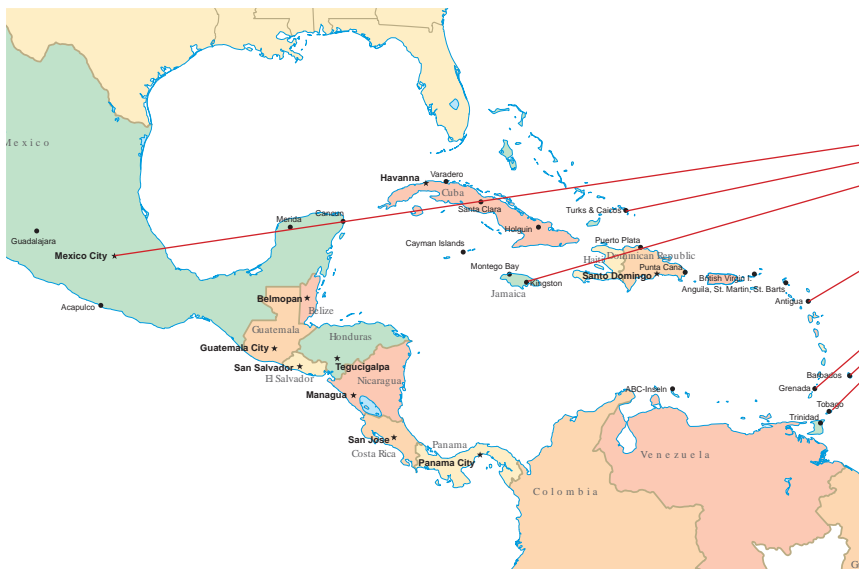 Mexico
Havanna
Varadero
Cuba
Santa Clara
Cancun
Merida
Turks & Caicos
Holguin
Guadalajara
Mexico City
Cayman Islands
Puerto Plata
Dominican Republic
Haiti
Santo Domingo
Punta Cana
Montego Bay
Kingston
Jamaica
British Virgin I.
Anguila, St. Martin, St. Barts
Antigua
Acapulco
Belmopan
Belize
Guatemala
Honduras
Guatemala City
Tegucigalpa
San Salvador
El Salvador
Nicaragua
Managua
Barbados
Grenada
ABC-Inseln
Tobago
Trinidad
San Jose
Costa Rica
Panama
Panama City
Venezuela
Colombia
G